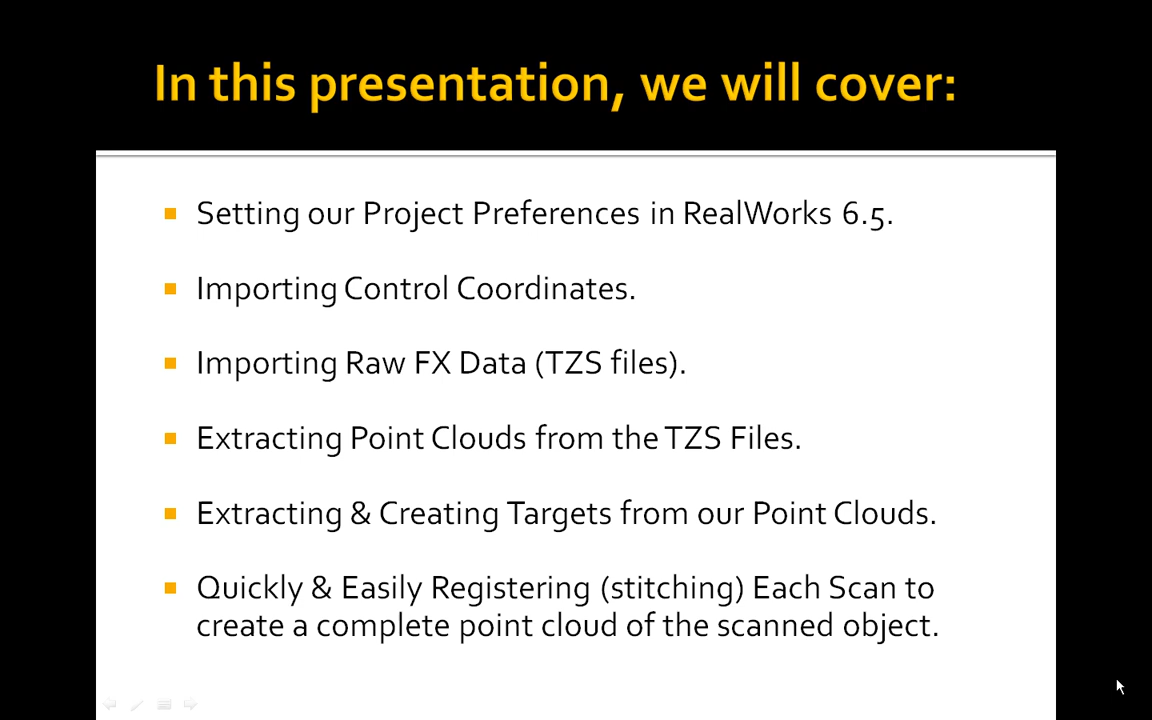 In this presentation, we will cover:
Setting our Project Preferences in RealWorks 6.5.
Importing Control Coordinates.
Importing Raw FX Data (TZS files).
Extracting Point Clouds from the TZS Files.
Extracting & Creating Targets from our Point Clouds.
Quickly & Easily Registering (stitching) Each Scan to
create a complete point cloud of the scanned object.